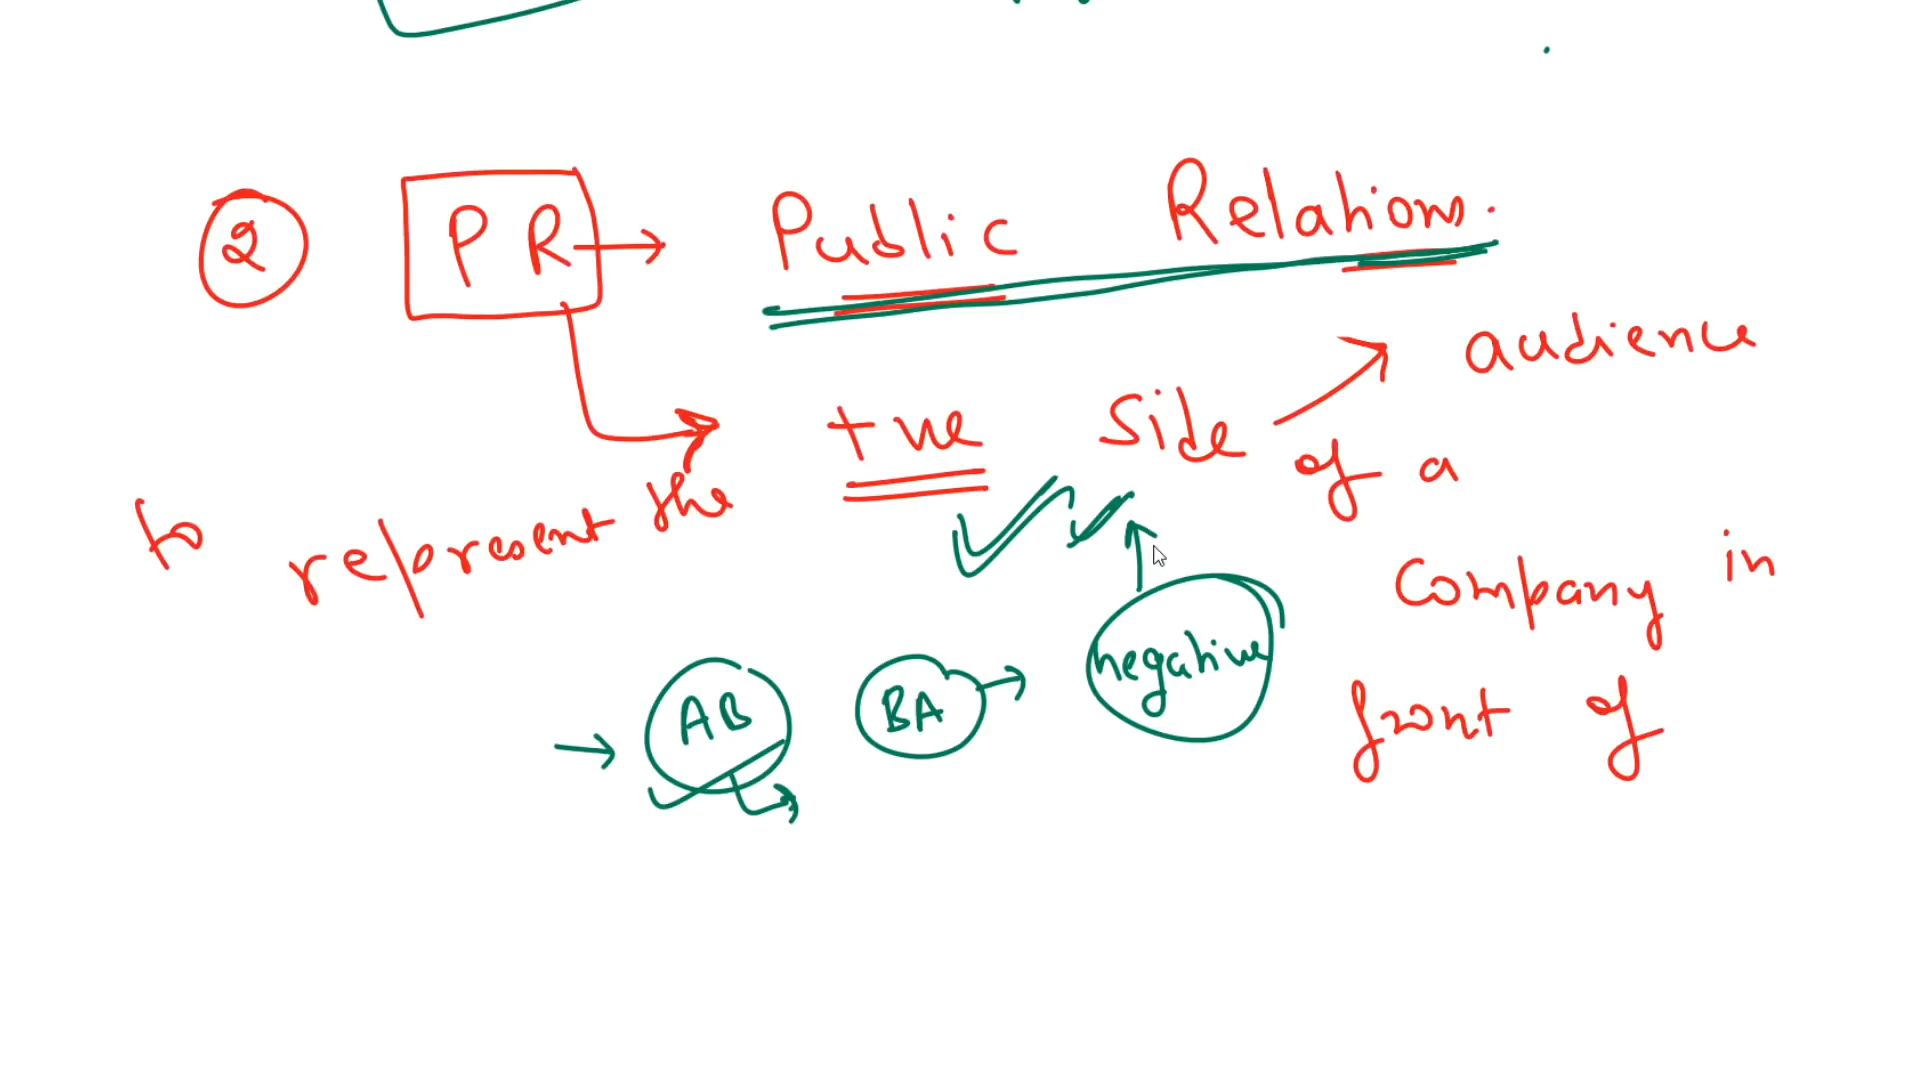 2 PR → Public Relations.
to represent the +ve Side of a
Company in
front of
audience
AB BA → negative